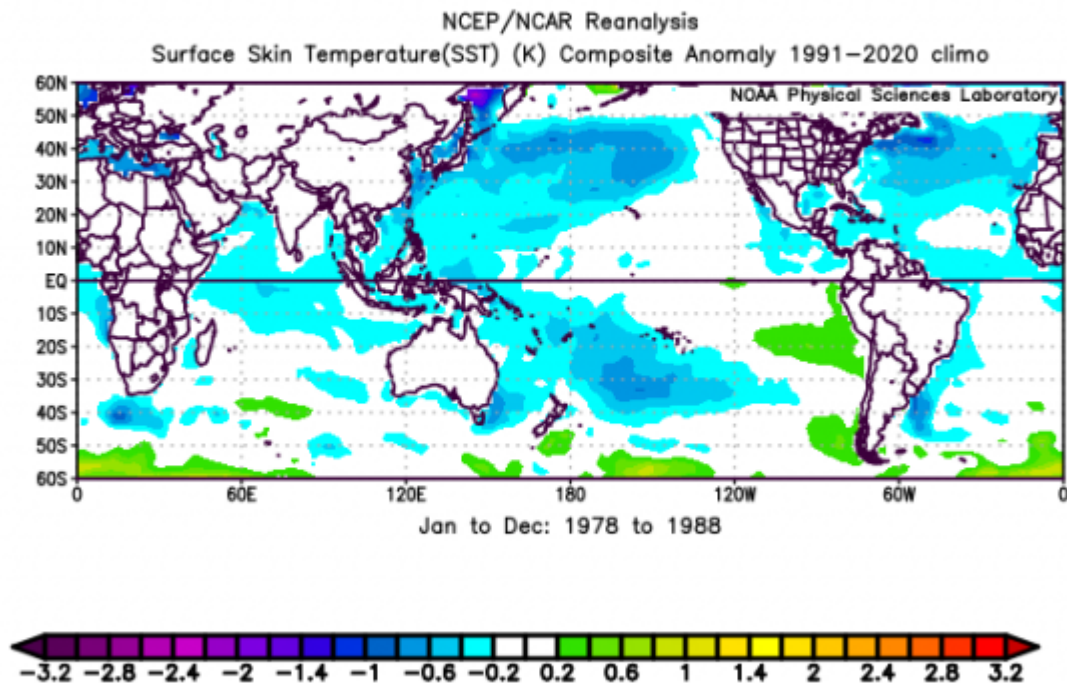 NCEP/NCAR Reanalysis
Surface Skin Temperature(SST) (K) Composite Anomaly 1991−2020 climo
NOAA Physical Sciences Laboratory
60N
50N
40N
30N
20N
10N
EQ
10S
20S
30S
40S
50S
60S
0 60E 120E 180 120W 60W 0
Jan to Dec: 1978 to 1988
−3.2 −2.8 −2.4 −2 −1.4 −1 −0.6 −0.2 0.2 0.6 1 1.4 2 2.4 2.8 3.2